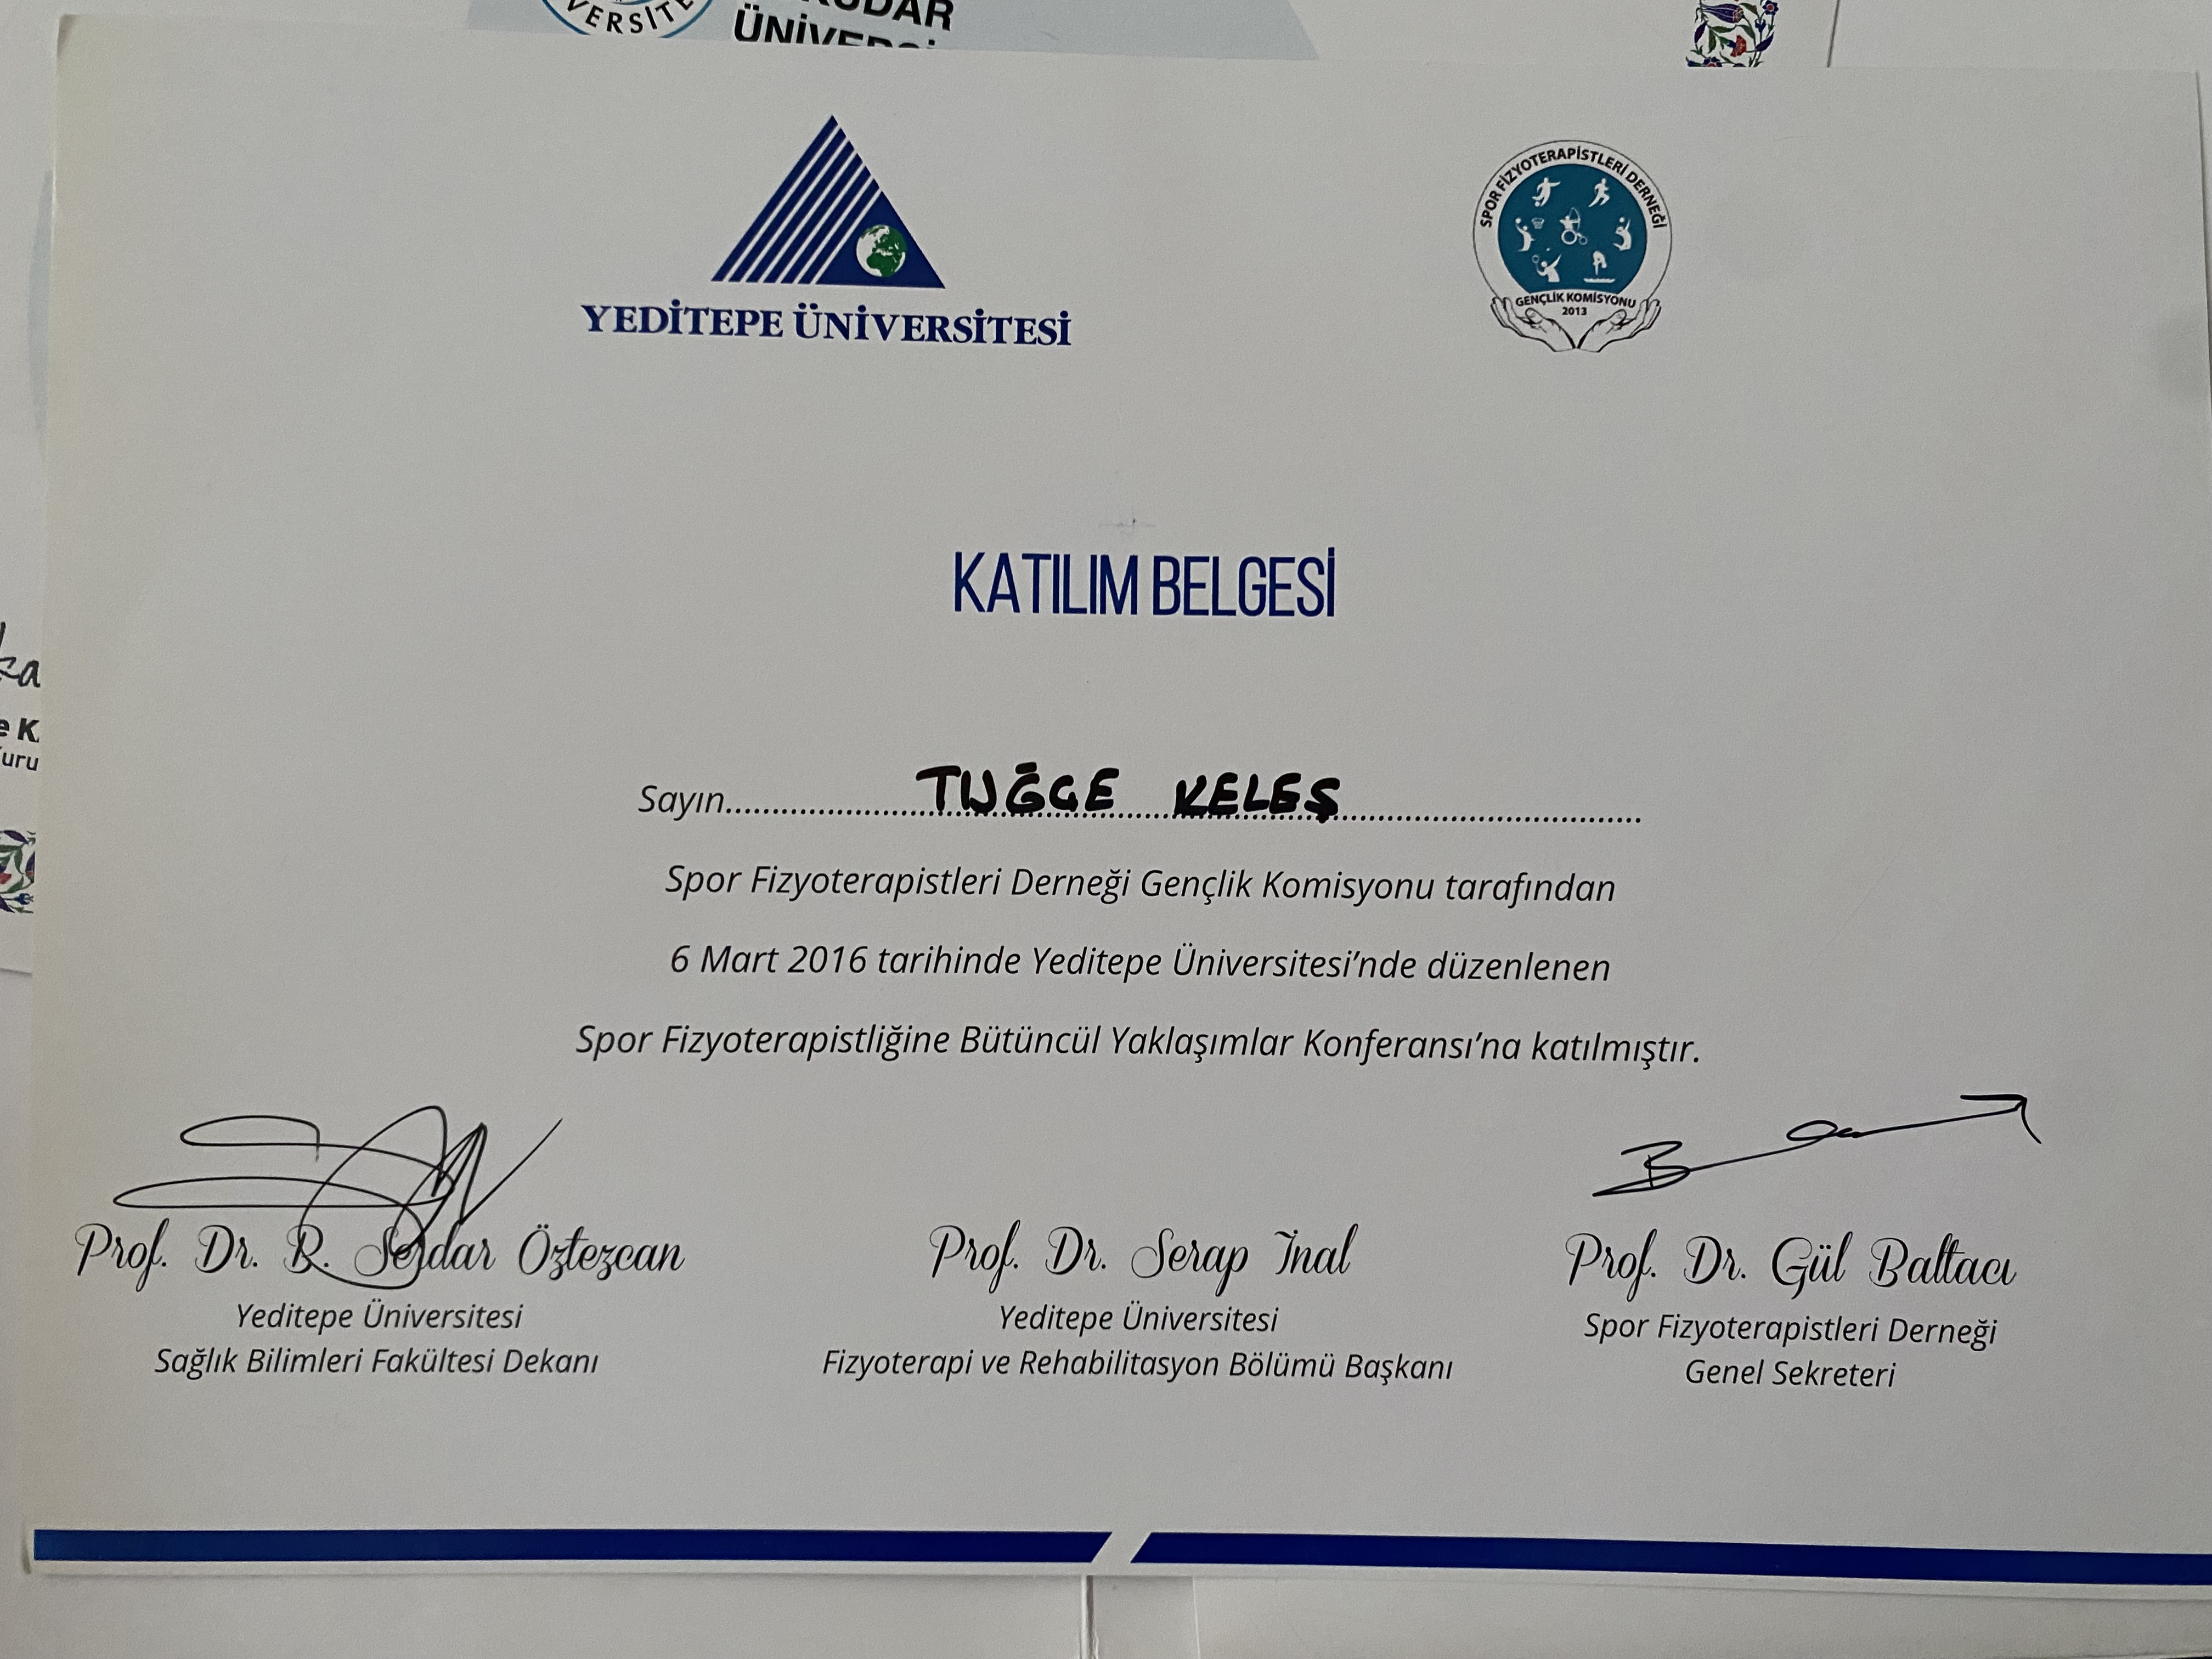 ÜNİVERSİ
YEDİTEPE ÜNİVERSİTESİ
SPOR FİZYOTERAPİSTLERİ DERNEĞİ
GENÇLİK KOMİSYONU
2013
KATILIM BELGESİ
Sayın.......... TUĞÇE KELEŞ ..........
Spor Fizyoterapistleri Derneği Gençlik Komisyonu tarafından
6 Mart 2016 tarihinde Yeditepe Üniversitesi’nde düzenlenen
Spor Fizyoterapistliğine Bütüncül Yaklaşımlar Konferansı’na katılmıştır.
Prof. Dr. R. Serdar Öztezcan
Yeditepe Üniversitesi
Sağlık Bilimleri Fakültesi Dekanı
Prof. Dr. Serap İnal
Yeditepe Üniversitesi
Fizyoterapi ve Rehabilitasyon Bölümü Başkanı
Prof. Dr. Gül Baltacı
Spor Fizyoterapistleri Derneği
Genel Sekreteri